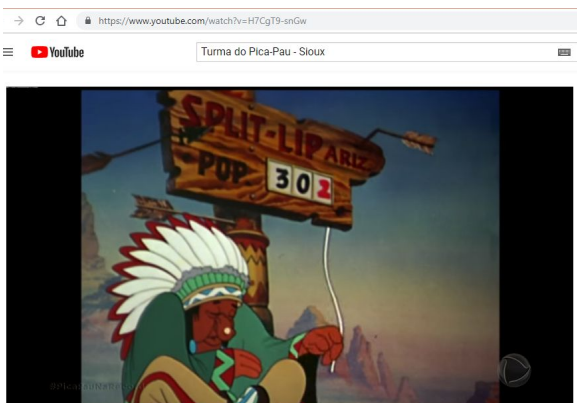 https://www.youtube.com/watch?v=H7CgT9-snGw
YouTube
Turma do Pica-Pau - Sioux
SPLIT-LIP ARIZ.
POP. 302